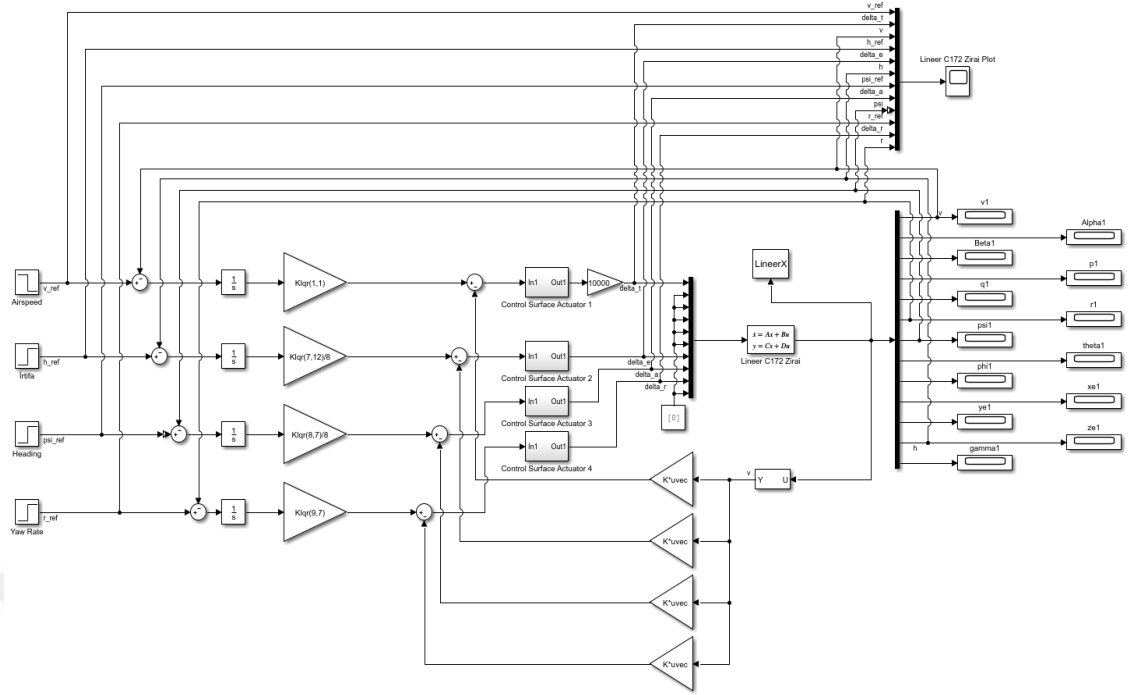 v_ref
delta_t
v
h_ref
delta_e
h
psi_ref
delta_a
psi
r_ref
delta_r
r
Lineer C172 Zirai Plot
v
v1
Alpha1
Beta1
p1
q1
r1
psi1
theta1
phi1
xe1
ye1
ze1
h
gamma1
v_ref
Airspeed
1
s
Klqr(1,1)
+
-
In1 Out1
Control Surface Actuator 1
10000
delta_t
LineerX
h_ref
İrtifa
1
s
Klqr(7,12)/8
In1 Out1
Control Surface Actuator 2
delta_e
ẋ = Ax + Bu
y = Cx + Du
Lineer C172 Zirai
psi_ref
Heading
1
s
Klqr(8,7)/8
In1 Out1
Control Surface Actuator 3
delta_a
delta_r
[0]
r_ref
Yaw Rate
1
s
Klqr(9,7)
In1 Out1
Control Surface Actuator 4
K*uvec
v
Y U
K*uvec
K*uvec
K*uvec